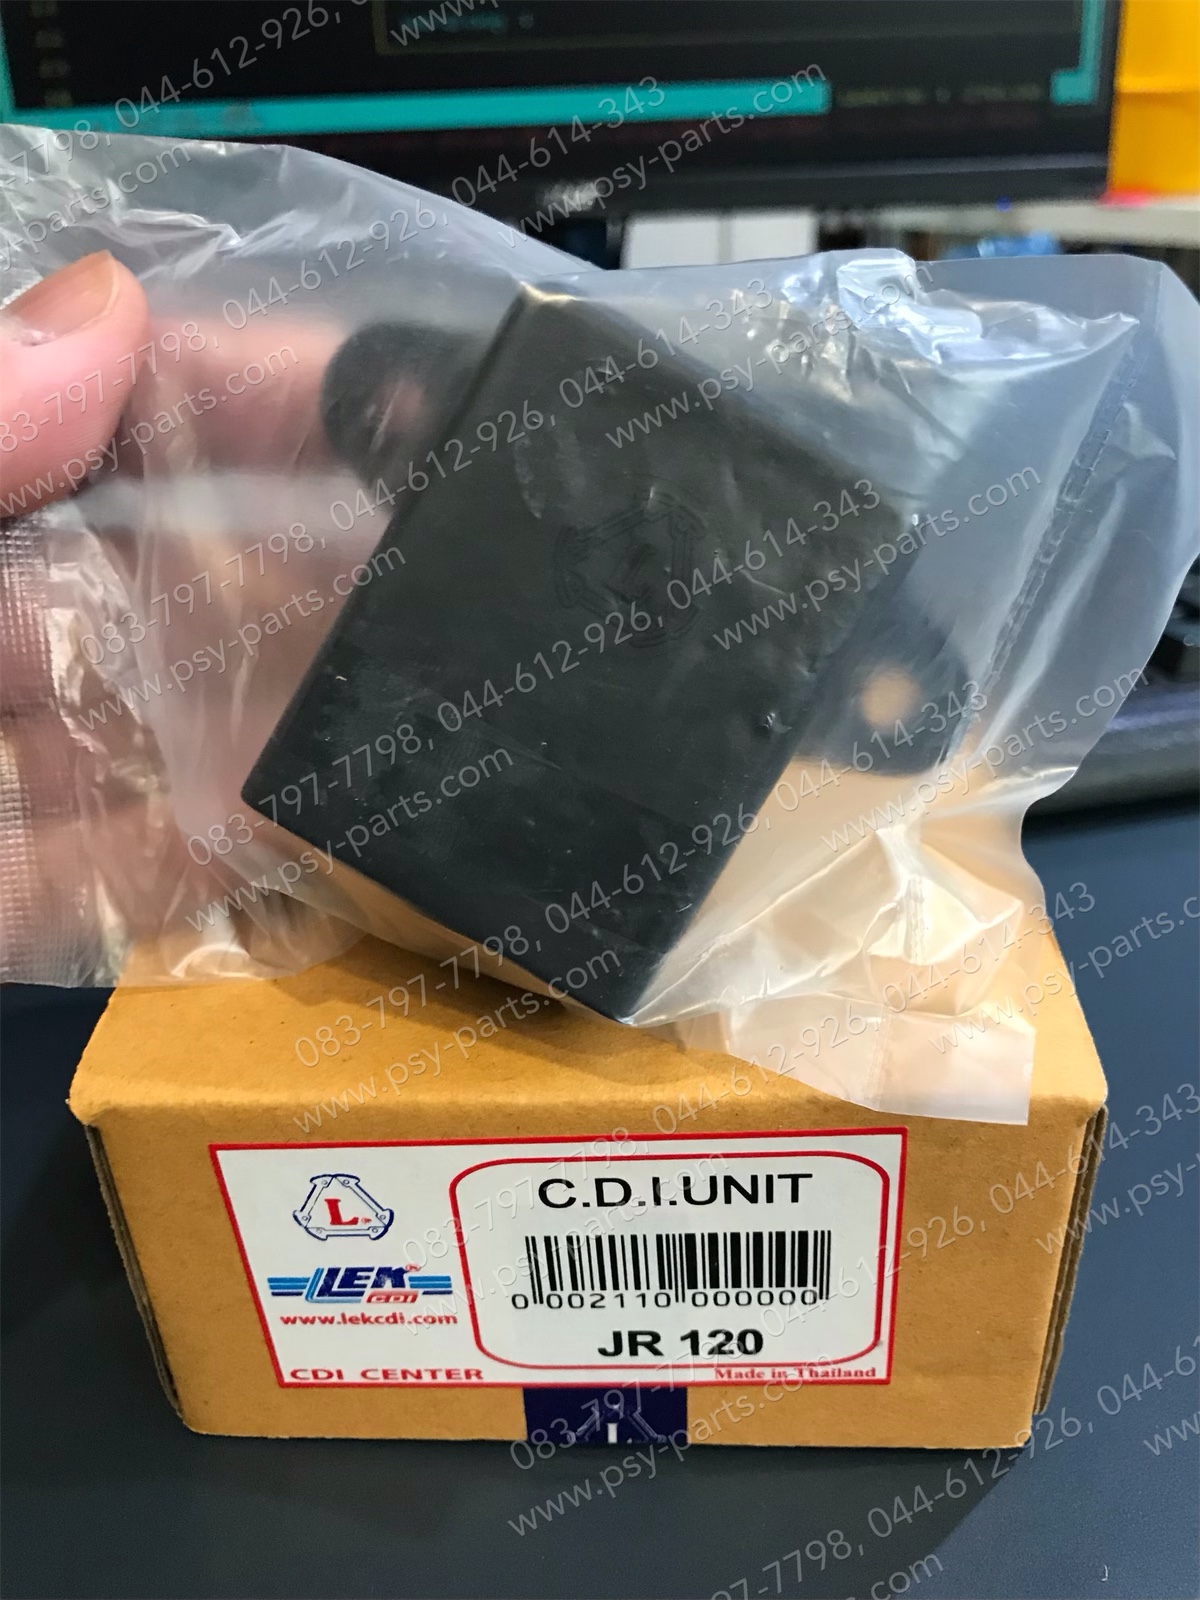 083-797-7798, 044-612-926, 044-614-343
www.psy-parts.com
L
LEK®
CDI
www.lekcdi.com
CDI CENTER
C.D.I.UNIT
0 002110 000000
JR 120
Made in Thailand
L